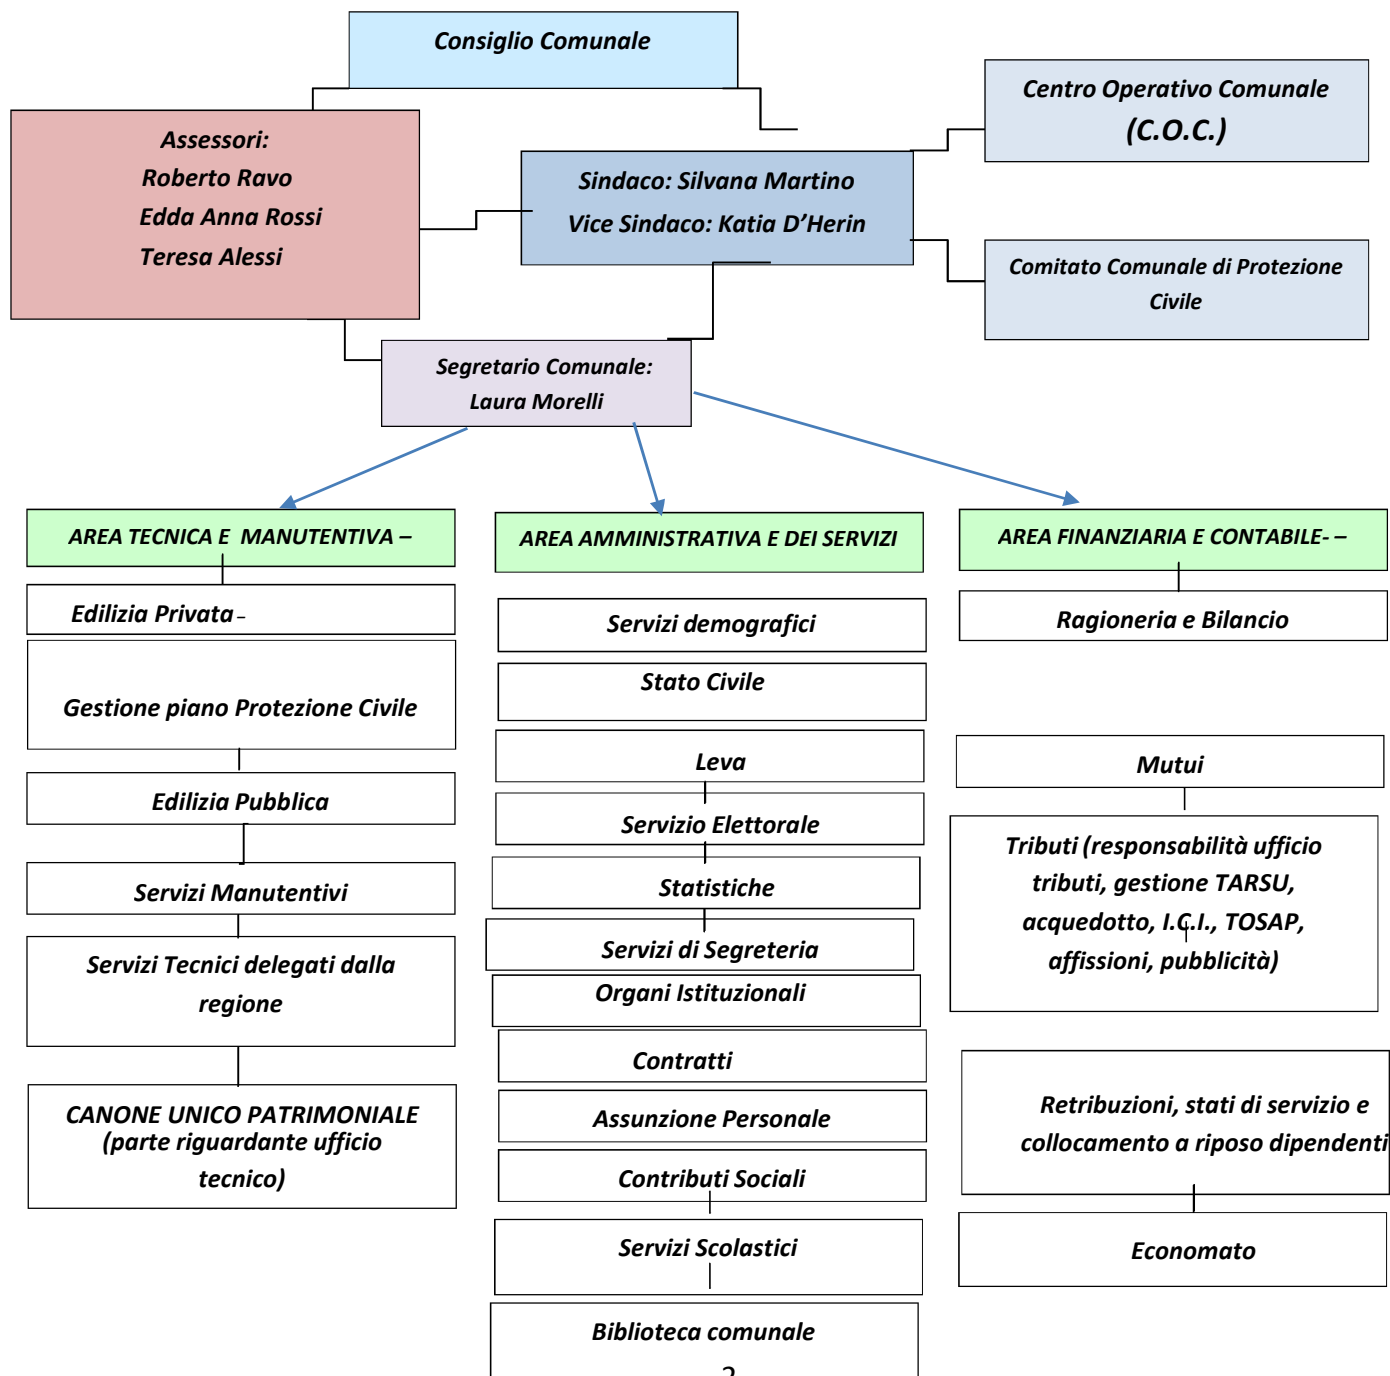 Consiglio Comunale
Centro Operativo Comunale
(C.O.C.)
Assessori:
Roberto Ravo
Edda Anna Rossi
Teresa Alessi
Sindaco: Silvana Martino
Vice Sindaco: Katia D’Herin
Comitato Comunale di Protezione
Civile
Segretario Comunale:
Laura Morelli
AREA TECNICA E  MANUTENTIVA –
Edilizia Privata –
Gestione piano Protezione Civile
Edilizia Pubblica
Servizi Manutentivi
Servizi Tecnici delegati dalla
regione
CANONE UNICO PATRIMONIALE
(parte riguardante ufficio
tecnico)
AREA AMMINISTRATIVA E DEI SERVIZI
Servizi demografici
Stato Civile
Leva
Servizio Elettorale
Statistiche
Servizi di Segreteria
Organi Istituzionali
Contratti
Assunzione Personale
Contributi Sociali
Servizi Scolastici
Biblioteca comunale
AREA FINANZIARIA E CONTABILE- –
Ragioneria e Bilancio
Mutui
Tributi (responsabilità ufficio
tributi, gestione TARSU,
acquedotto, I.C.I., TOSAP,
affissioni, pubblicità)
Retribuzioni, stati di servizio e
collocamento a riposo dipendenti
Economato